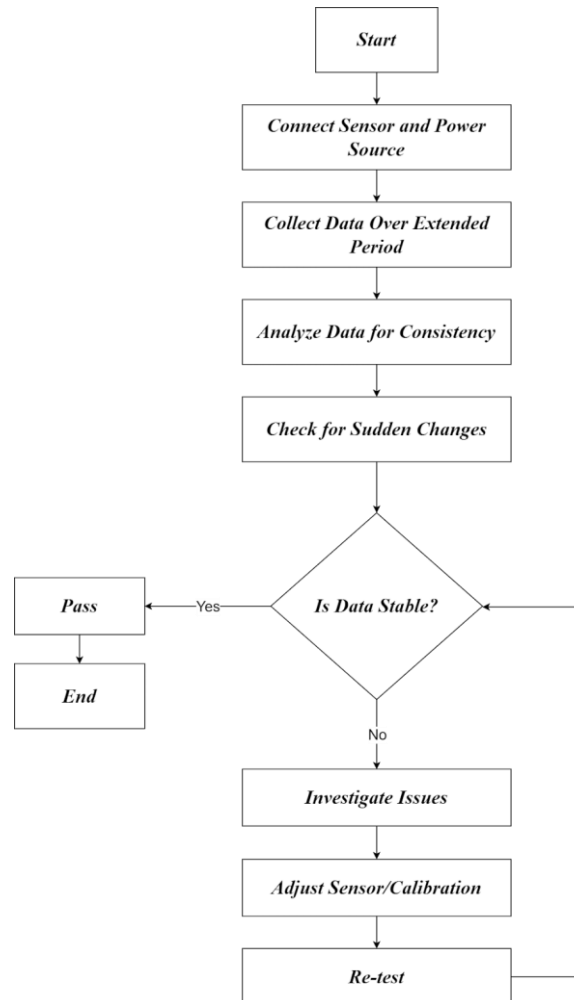 Start
Connect Sensor and Power
Source
Collect Data Over Extended
Period
Analyze Data for Consistency
Check for Sudden Changes
Is Data Stable?
Yes
Pass
End
No
Investigate Issues
Adjust Sensor/Calibration
Re-test